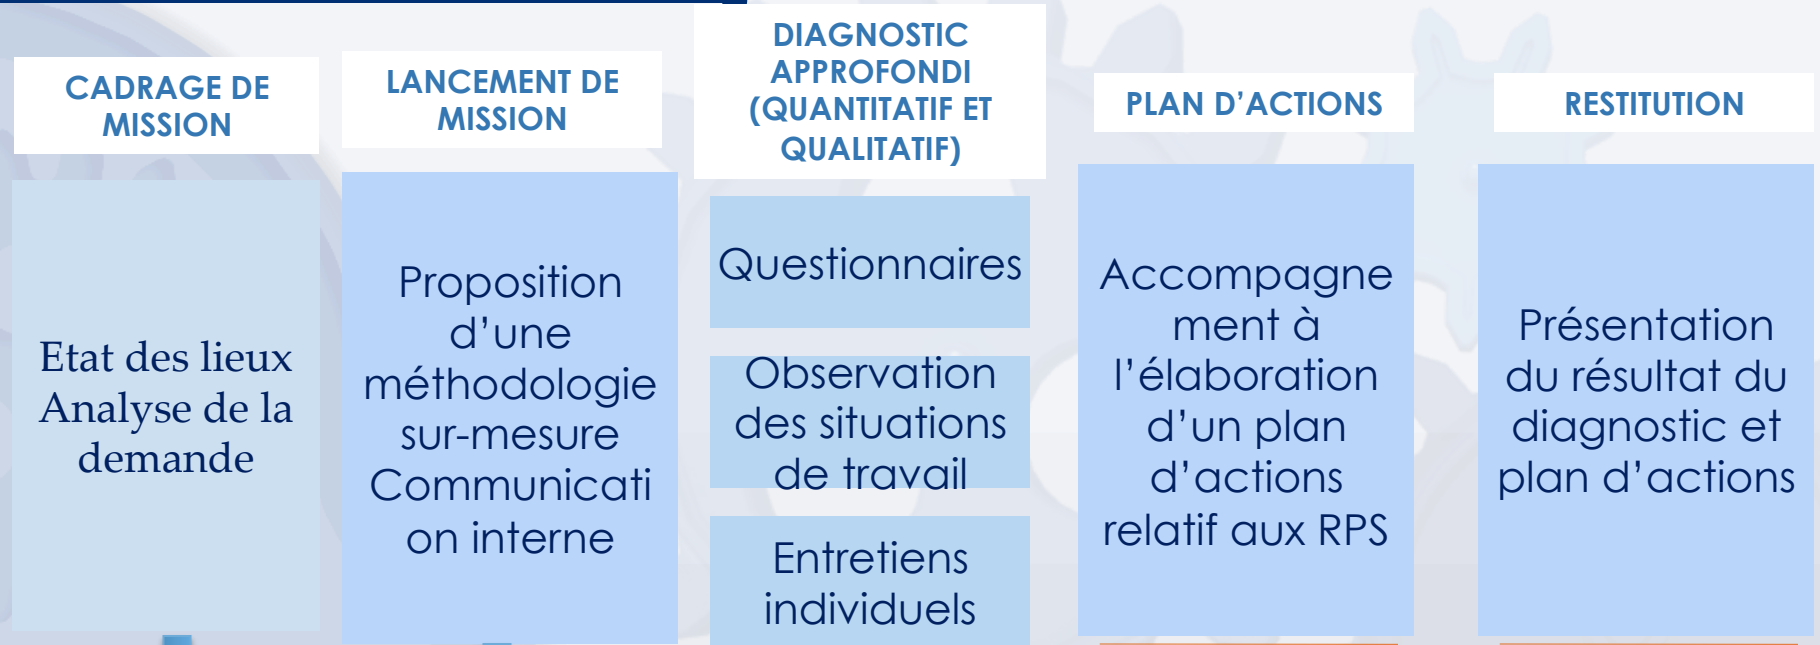 CADRAGE DE
MISSION
LANCEMENT DE
MISSION
DIAGNOSTIC
APPROFONDI
(QUANTITATIF ET
QUALITATIF)
PLAN D’ACTIONS
RESTITUTION
Etat des lieux
Analyse de la
demande
Proposition
d’une
méthodologie
sur-mesure
Communicati
on interne
Questionnaires
Observation
des situations
de travail
Entretiens
individuels
Accompagne
ment à
l’élaboration
d’un plan
d’actions
relatif aux RPS
Présentation
du résultat du
diagnostic et
plan d’actions